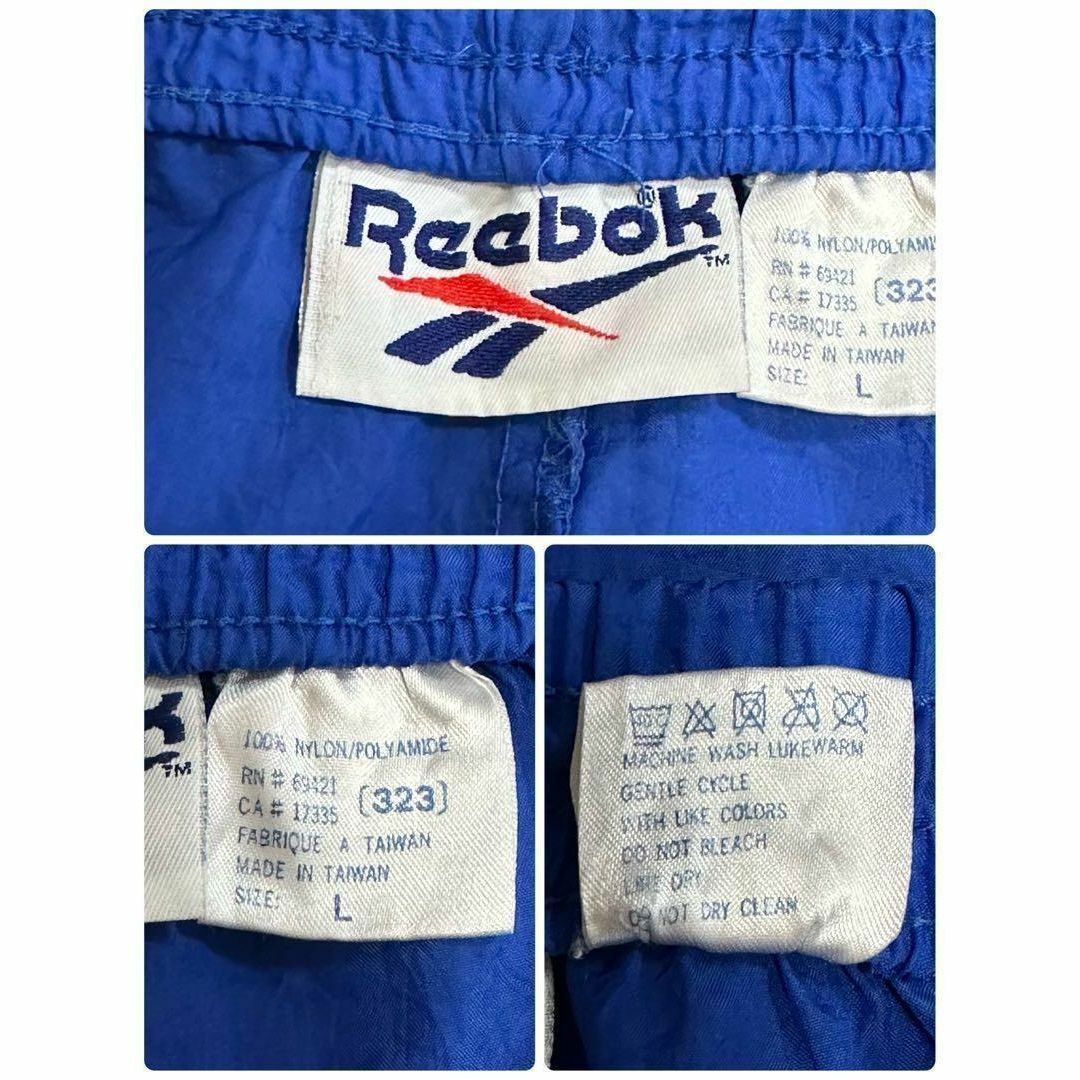 Reebok®
TM
100% NYLON/POLYAMI
RN # 69421
CA # 17335 (323
FABRIQUE A TAIWAN
MADE IN TAIWAN
SIZE: L
TM
100% NYLON/POLYAMIDE
RN # 69421
CA # 17335 (323)
FABRIQUE A TAIWAN
MADE IN TAIWAN
SIZE: L
MACHINE WASH LUKEWARM
GENTLE CYCLE
WITH LIKE COLORS
DO NOT BLEACH
LINE DRY
DO NOT DRY CLEAN